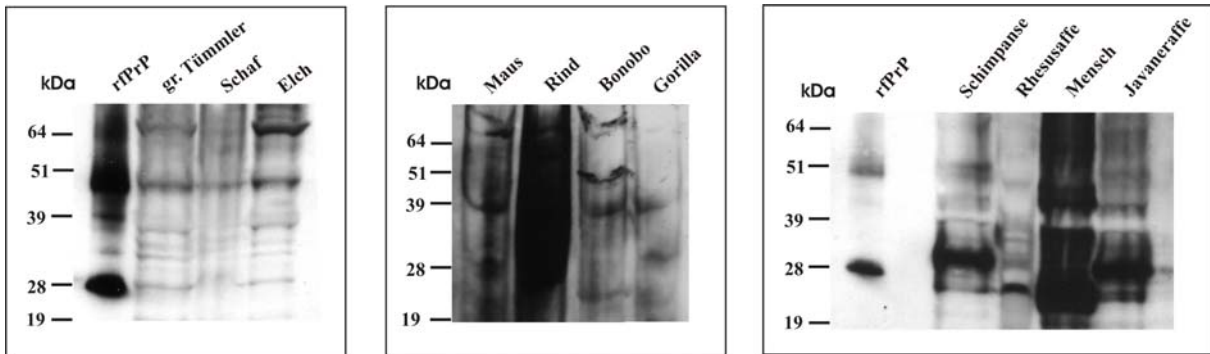 kDa
rfPrP
gr. Tümmler
Schaf
Elch
64
51
39
28
19
kDa
Maus
Rind
Bonobo
Gorilla
64
51
39
28
19
kDa
rfPrP
Schimpanse
Rhesusaffe
Mensch
Javaneraffe
64
51
39
28
19